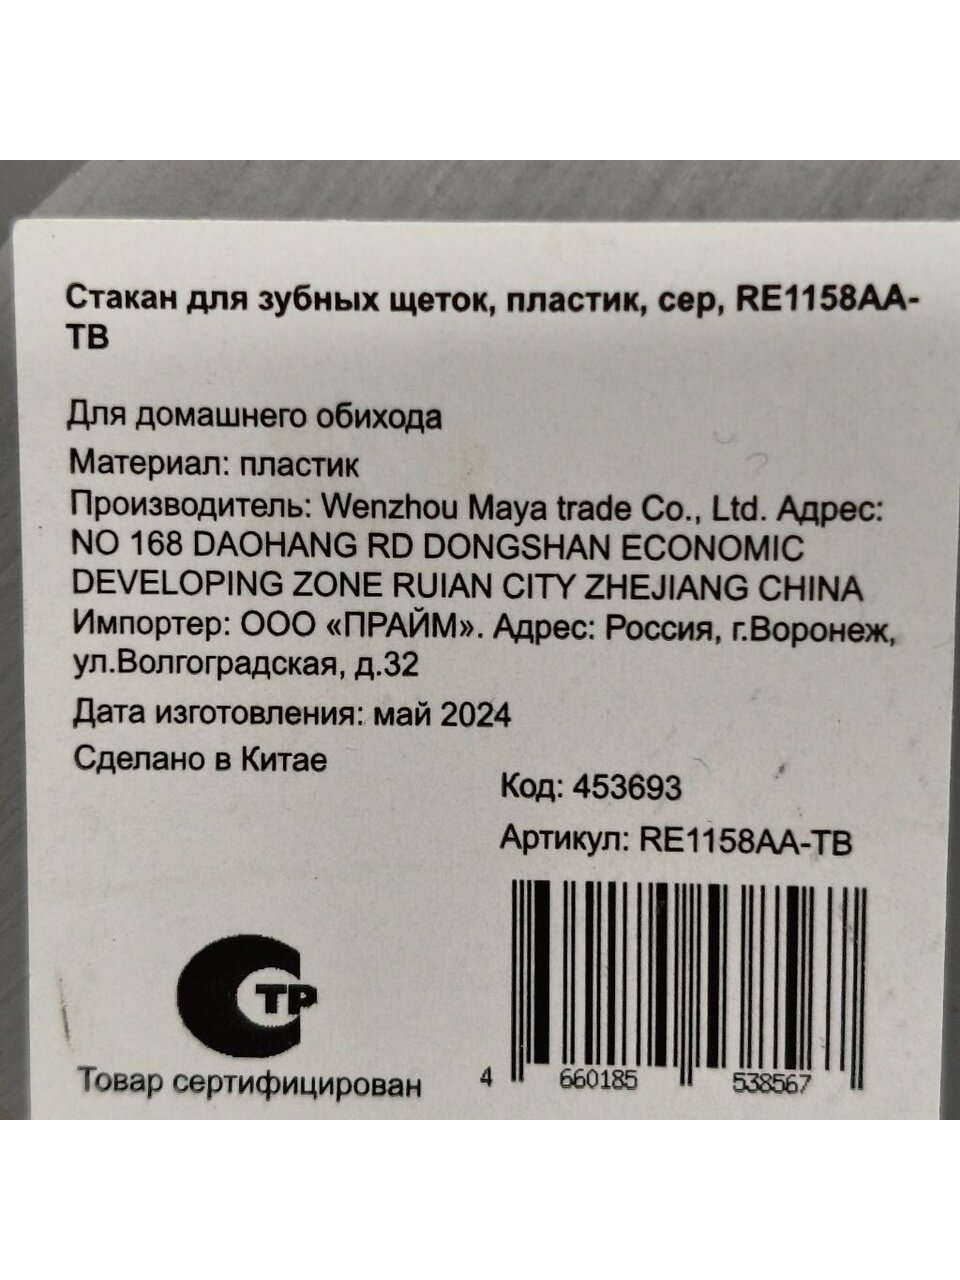 Стакан для зубных щеток, пластик, сер, RE1158AA-
TB
Для домашнего обихода
Материал: пластик
Производитель: Wenzhou Maya trade Co., Ltd. Адрес:
NO 168 DAOHANG RD DONGSHAN ECONOMIC
DEVELOPING ZONE RUIAN CITY ZHEJIANG CHINA
Импортер: ООО «ПРАЙМ». Адрес: Россия, г.Воронеж,
ул.Волгоградская, д.32
Дата изготовления: май 2024
Сделано в Китае
Код: 453693
Артикул: RE1158AA-TB
СТР
Товар сертифицирован
4 660185 538567